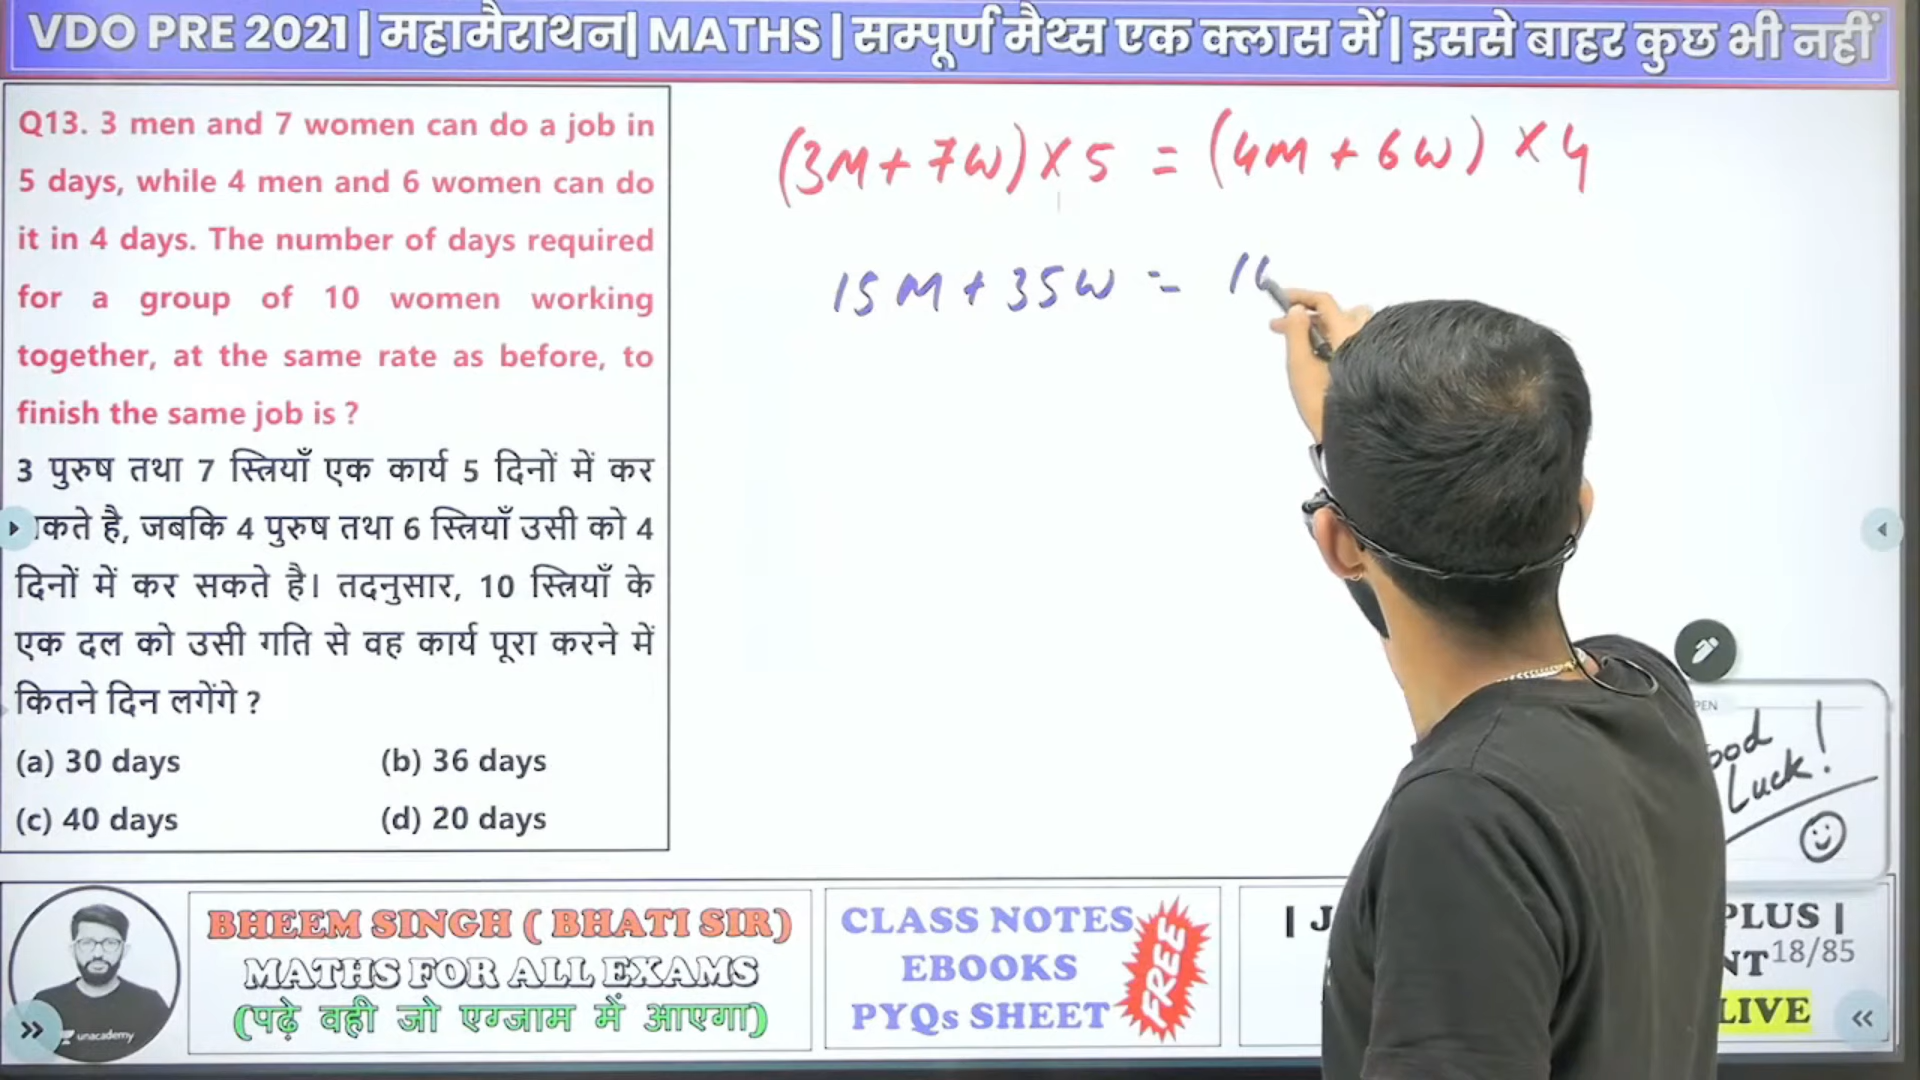 VDO PRE 2021 | महामैराथन| MATHS | सम्पूर्ण मैथ्स एक क्लास में| इससे बाहर कुछ भी नहीं
Q13. 3 men and 7 women can do a job in
5 days, while 4 men and 6 women can do
it in 4 days. The number of days required
for a group of 10 women working
together, at the same rate as before, to
finish the same job is ?
3 पुरुष तथा 7 स्त्रियाँ एक कार्य 5 दिनों में कर
कते है, जबकि 4 पुरुष तथा 6 स्त्रियाँ उसी को 4
दिनों में कर सकते है। तदनुसार, 10 स्त्रियाँ के
एक दल को उसी गति से वह कार्य पूरा करने में
कितने दिन लगेंगे ?
(a) 30 days (b) 36 days
(c) 40 days (d) 20 days
(3M + 7W) × 5 = (4M + 6W) × 4
15M + 35W = 16
PEN
ood
Luck!
BHEEM SINGH ( BHATI SIR)
MATHS FOR ALL EXAMS
(पढ़े वही जो एग्जाम में आएगा)
unacademy
CLASS NOTES
EBOOKS
PYQs SHEET
FREE
| J
PLUS |
NT 18/85
LIVE